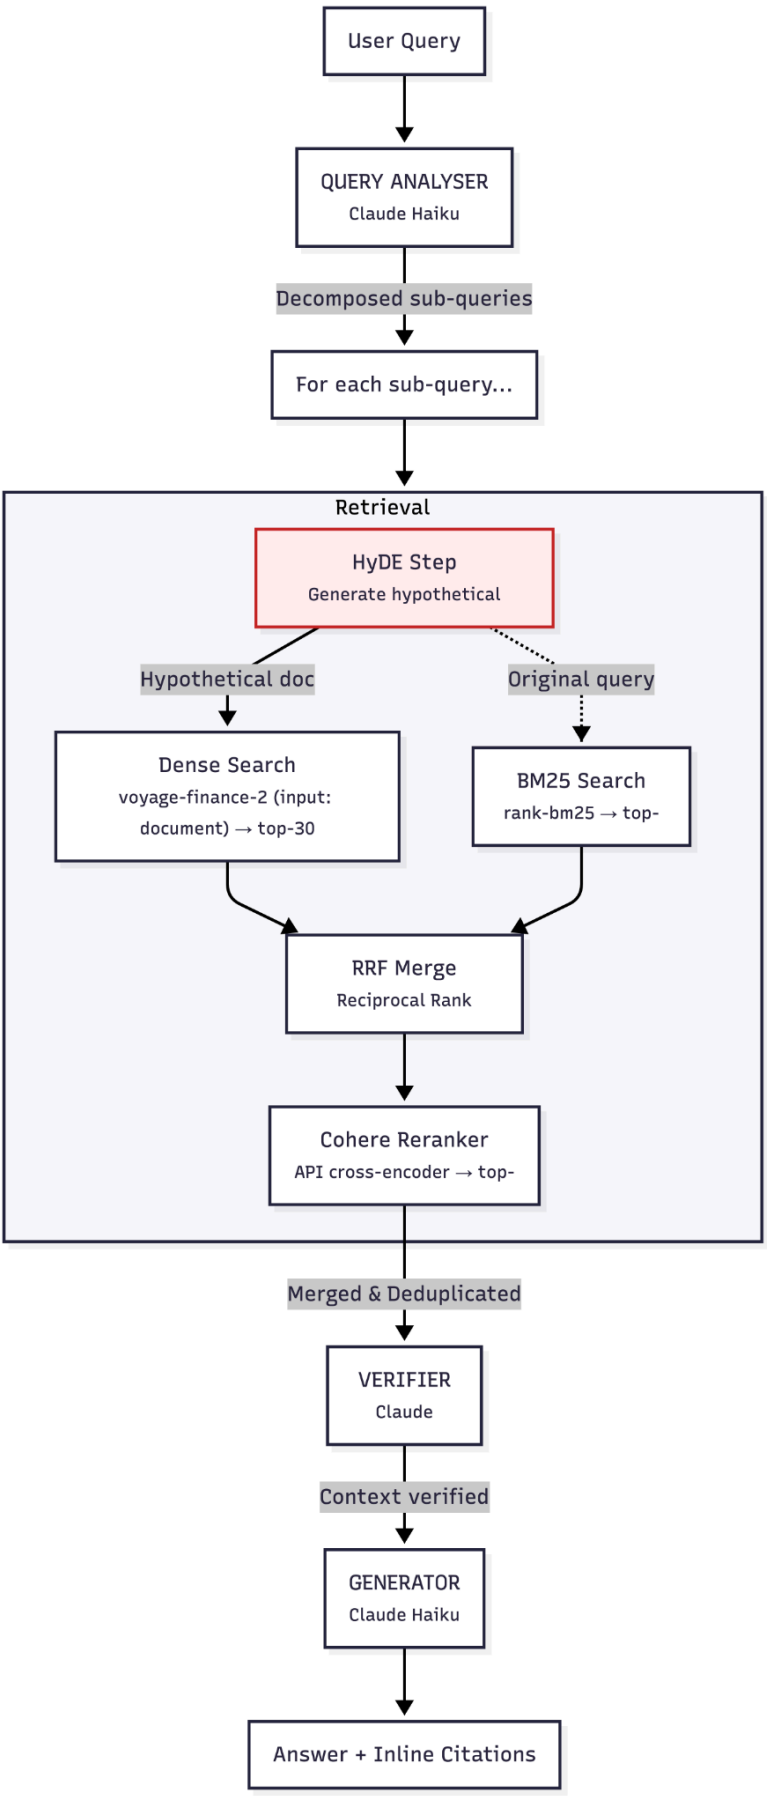 User Query
QUERY ANALYSER
Claude Haiku
Decomposed sub-queries
For each sub-query...
Retrieval
HyDE Step
Generate hypothetical
Hypothetical doc
Original query
Dense Search
voyage-finance-2 (input:
document) → top-30
BM25 Search
rank-bm25 → top-
RRF Merge
Reciprocal Rank
Cohere Reranker
API cross-encoder → top-
Merged & Deduplicated
VERIFIER
Claude
Context verified
GENERATOR
Claude Haiku
Answer + Inline Citations